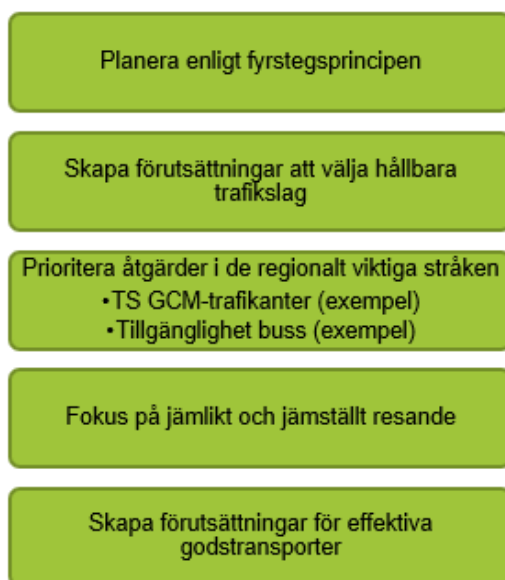 Planera enligt fyrstegsprincipen
Skapa förutsättningar att välja hållbara
trafikslag
Prioritera åtgärder i de regionalt viktiga stråken
•TS GCM-trafikanter (exempel)
•Tillgänglighet buss (exempel)
Fokus på jämlikt och jämställt resande
Skapa förutsättningar för effektiva
godstransporter